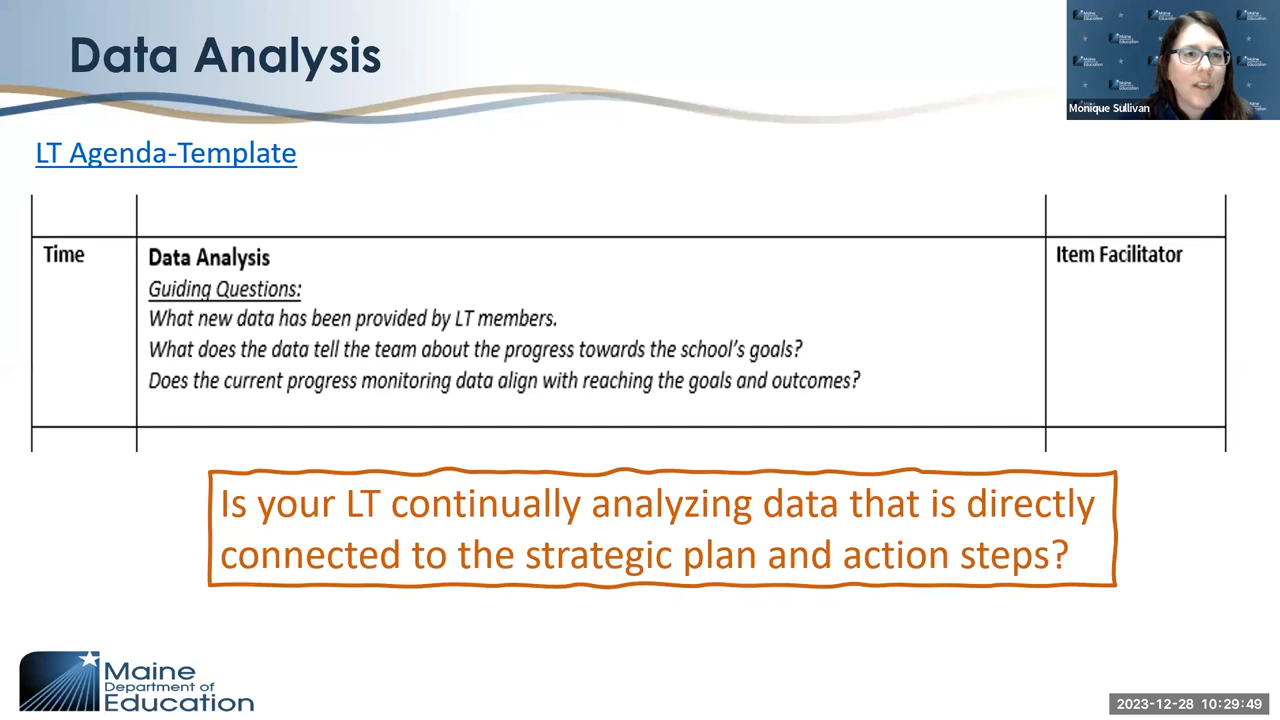 Data Analysis
Monique Sullivan
LT Agenda-Template
Time
Data Analysis
Item Facilitator
Guiding Questions:
What new data has been provided by LT members.
What does the data tell the team about the progress towards the school’s goals?
Does the current progress monitoring data align with reaching the goals and outcomes?
Is your LT continually analyzing data that is directly
connected to the strategic plan and action steps?
Maine
Department of
Education
2023-12-28 10:29:49